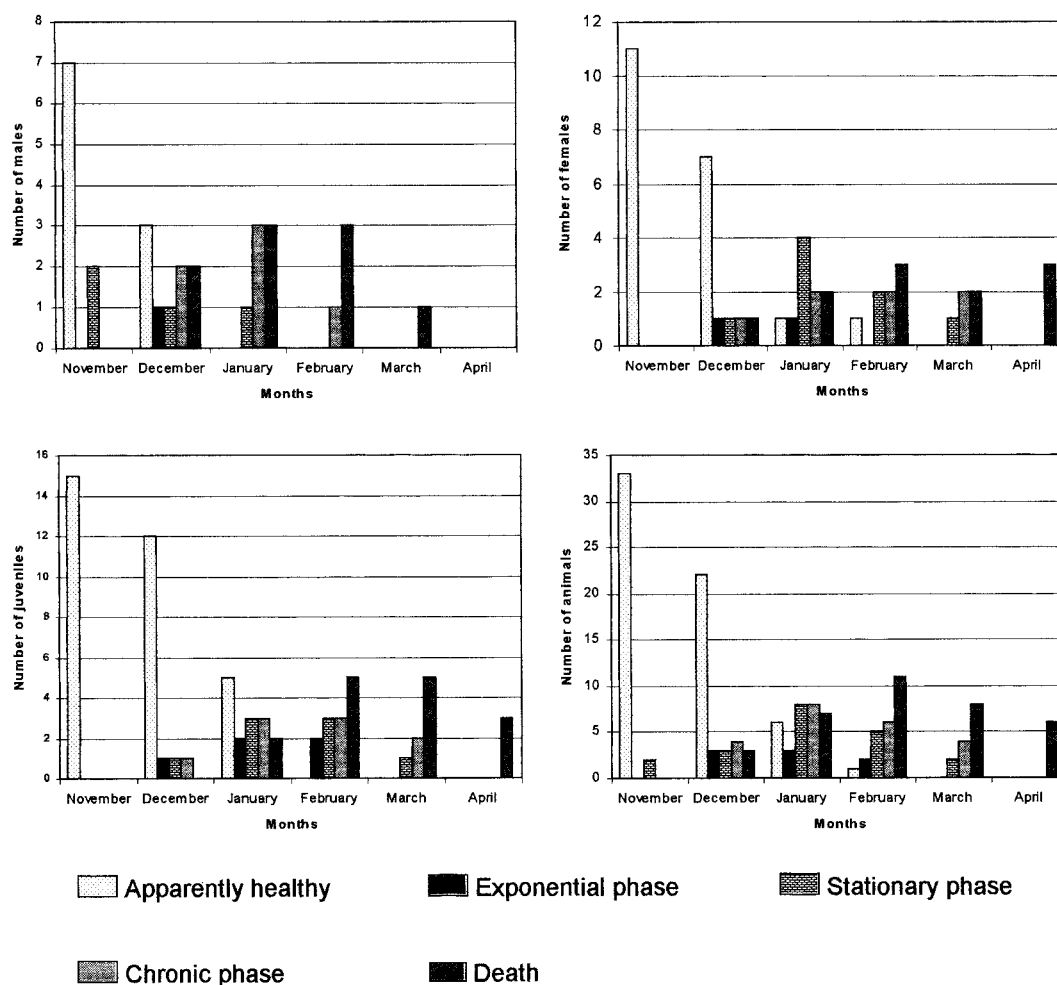 Number of males
8
7
6
5
4
3
2
1
0
November December January February March April
Months
Number of females
12
10
8
6
4
2
0
November December January February March April
Months
Number of juveniles
16
14
12
10
8
6
4
2
0
November December January February March April
Months
Number of animals
35
30
25
20
15
10
5
0
November December January February March April
Months
Apparently healthy Exponential phase Stationary phase
Chronic phase Death